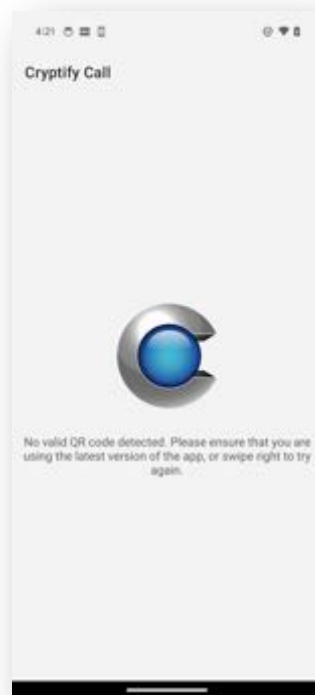 4:21
Cryptify Call
No valid QR code detected. Please ensure that you are
using the latest version of the app, or swipe right to try
again.